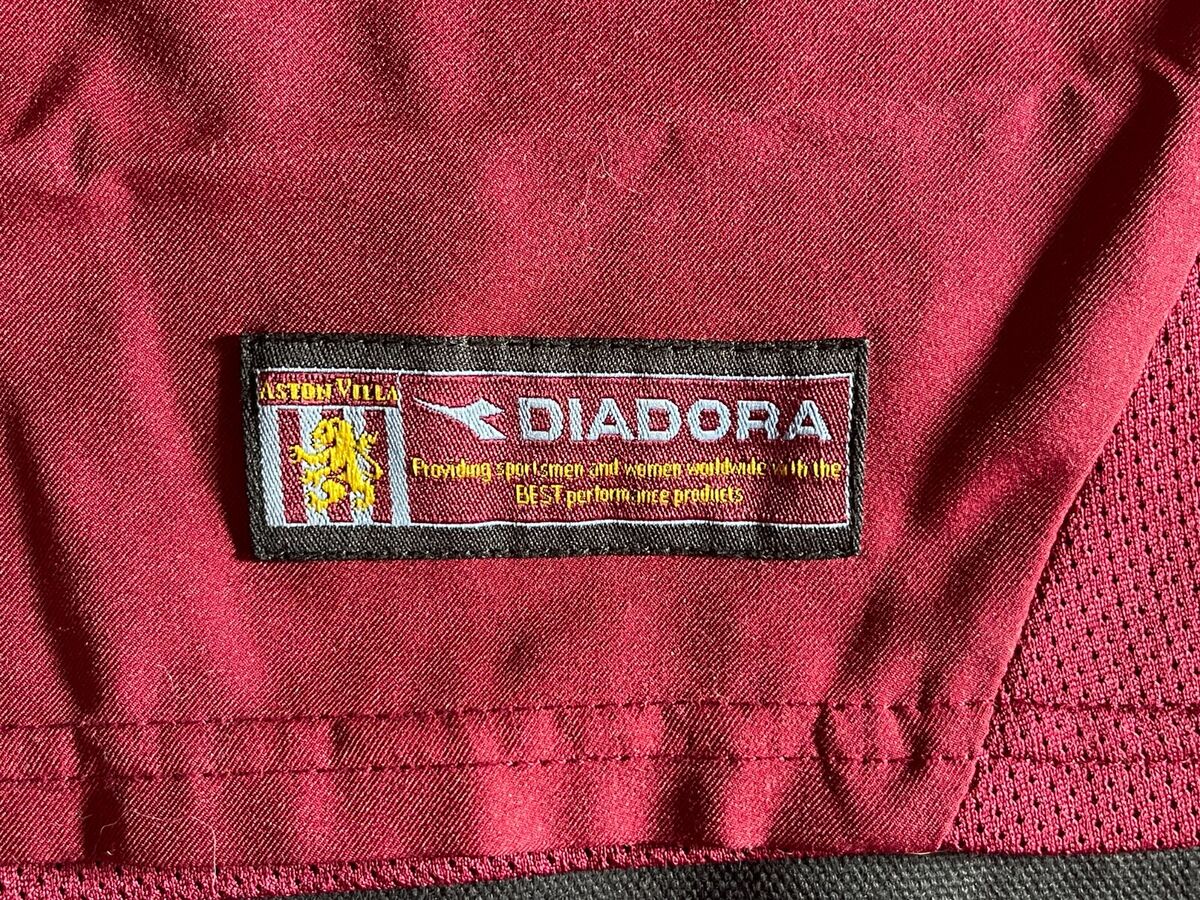 ASTON VILLA
DIADORA
Providing sportsmen and women worldwide with the
BEST performance products